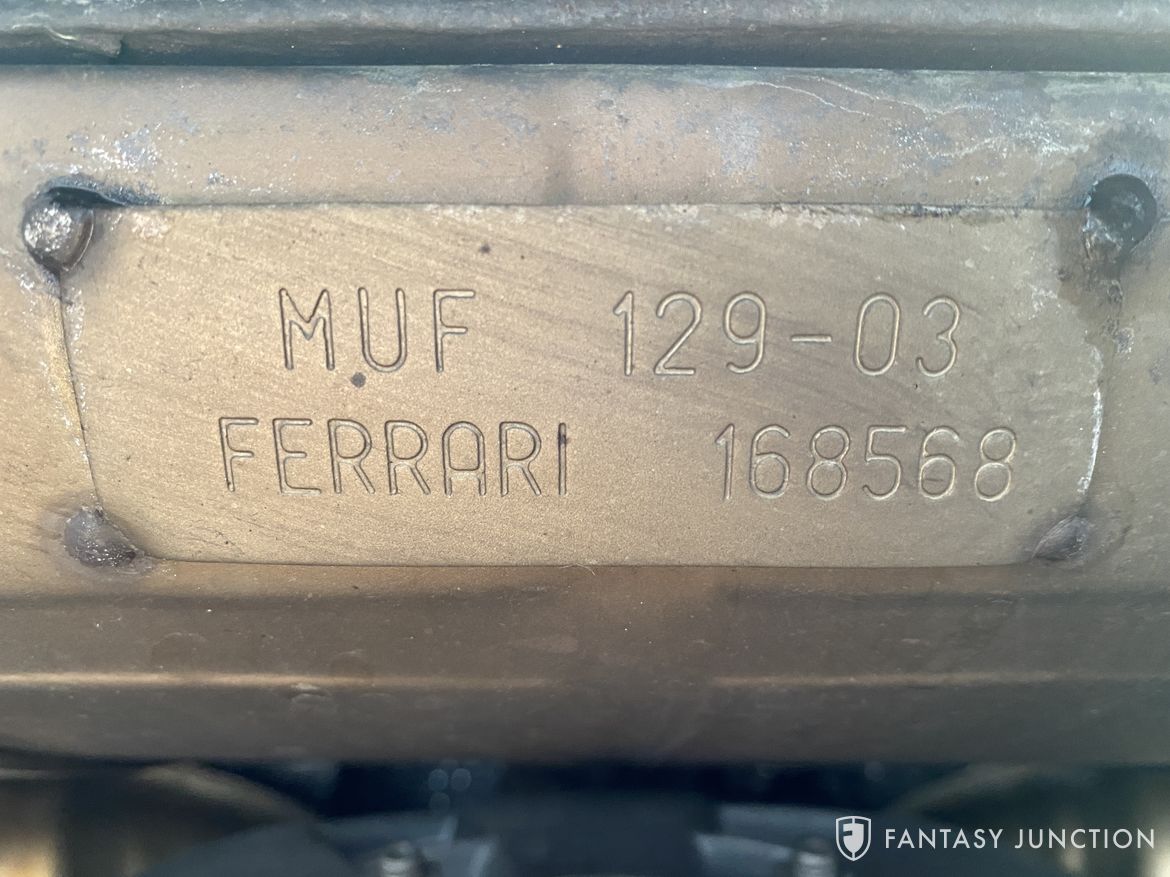 MUF 129-03
FERRARI 168568
FANTASY JUNCTION